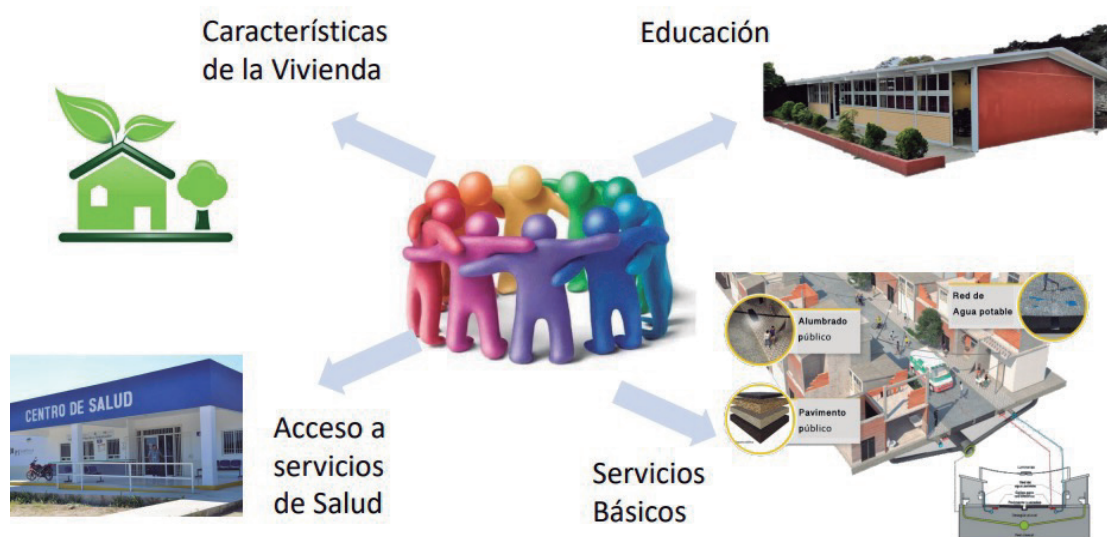 Características
de la Vivienda
Educación
Alumbrado
público
Red de
Agua potable
Pavimento
público
CENTRO DE SALUD
Acceso a
servicios
de Salud
Servicios
Básicos